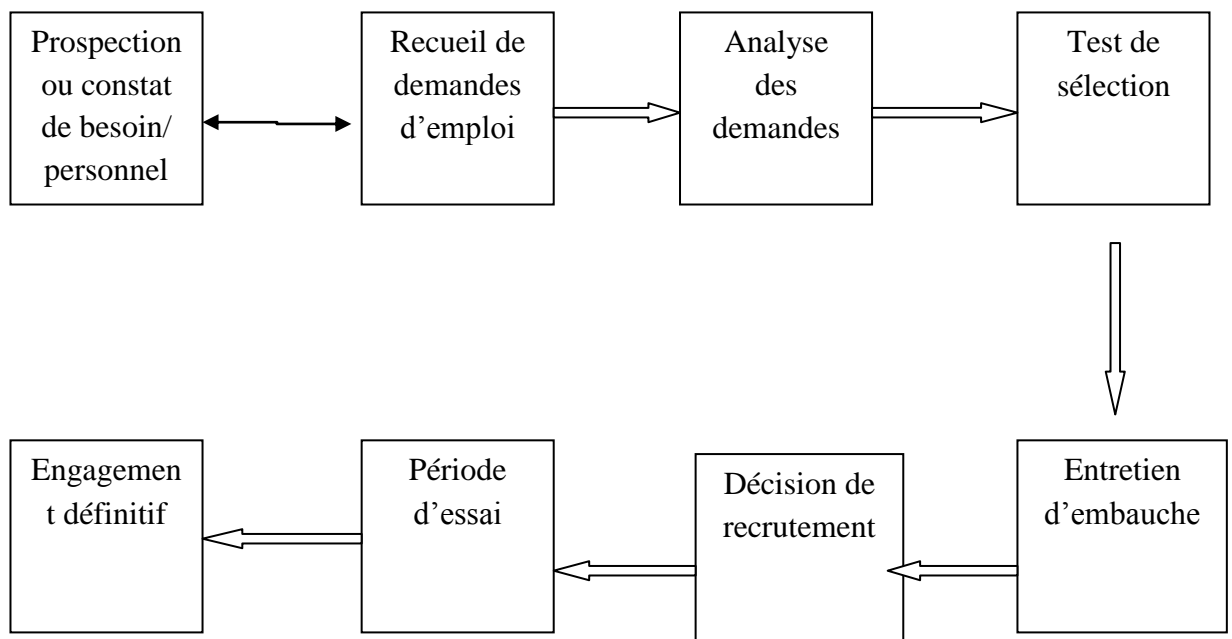 Prospection
ou constat
de besoin/
personnel
Recueil de
demandes
d’emploi
Analyse
des
demandes
Test de
sélection
Engagemen
t définitif
Période
d’essai
Décision de
recrutement
Entretien
d’embauche